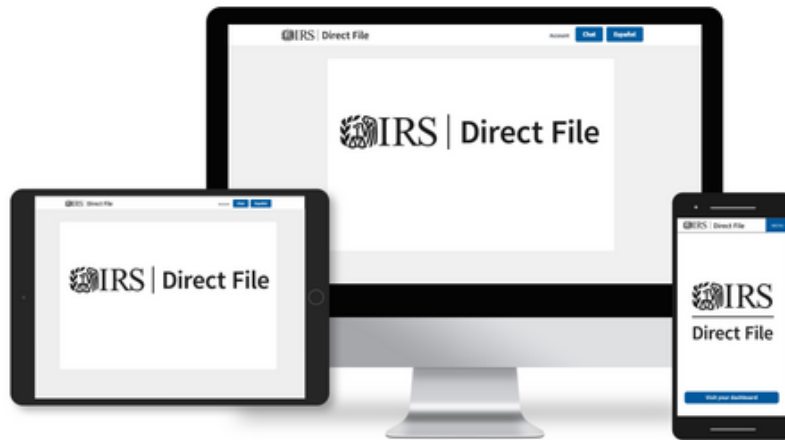 IRS | Direct File
Account Chat Español
IRS | Direct File
IRS | Direct File
Chat Español
IRS | Direct File
IRS | Direct File
IRS
Direct File
Visit your dashboard